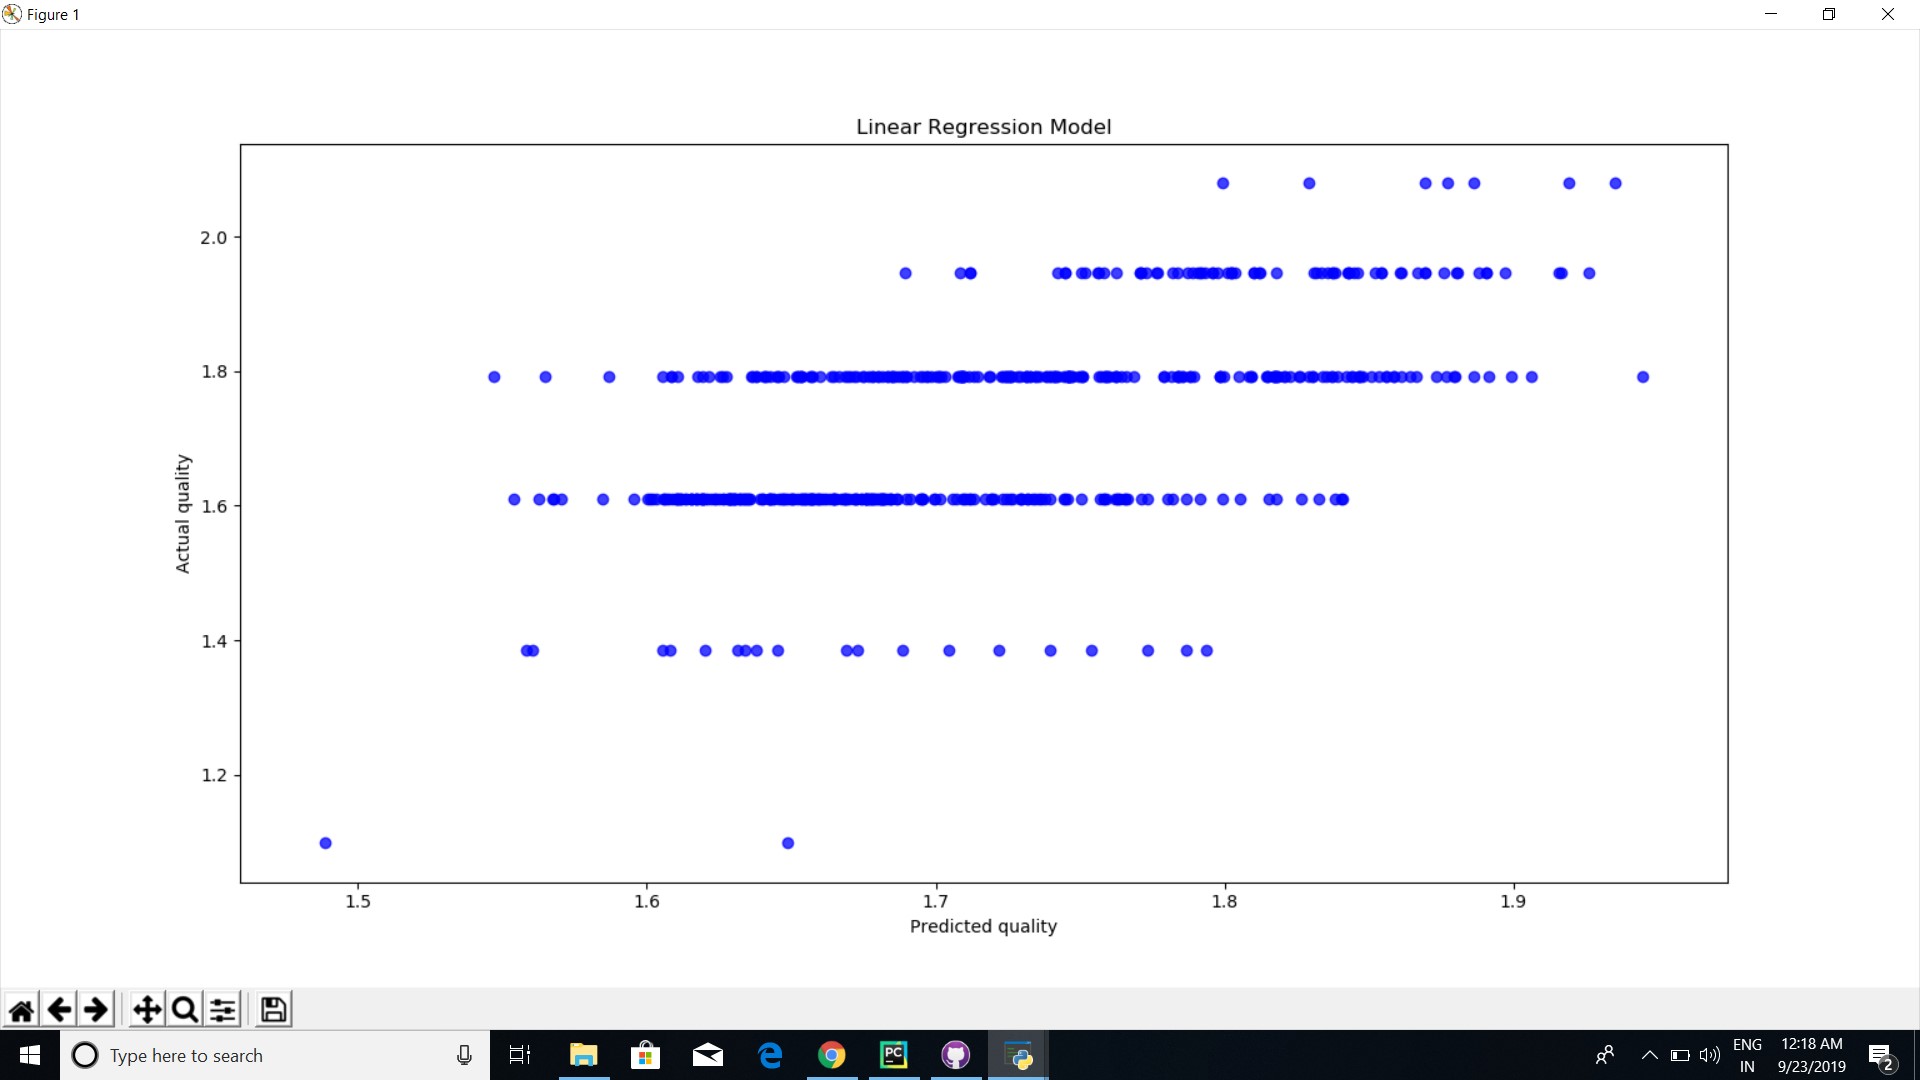 Figure 1
Linear Regression Model
2.0
1.8
1.6
1.4
1.2
Actual quality
1.5 1.6 1.7 1.8 1.9
Predicted quality
Type here to search
PC
ENG
IN
12:18 AM
9/23/2019
2